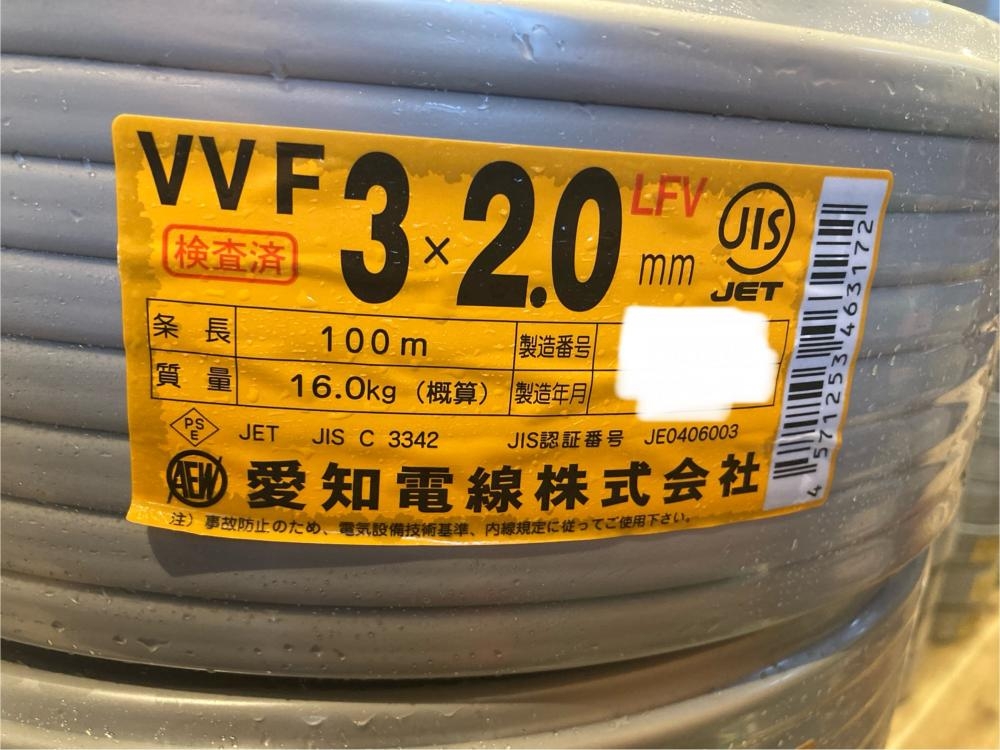 VVF 3×2.0mm LFV
検査済
JIS
JET
条長 100m 製造番号
質量 16.0kg (概算) 製造年月
PSE JET JIS C 3342 JIS認証番号 JE0406003
AEW 愛知電線株式会社
注) 事故防止のため、電気設備技術基準、内線規定に従ってご使用下さい。
4571253463172